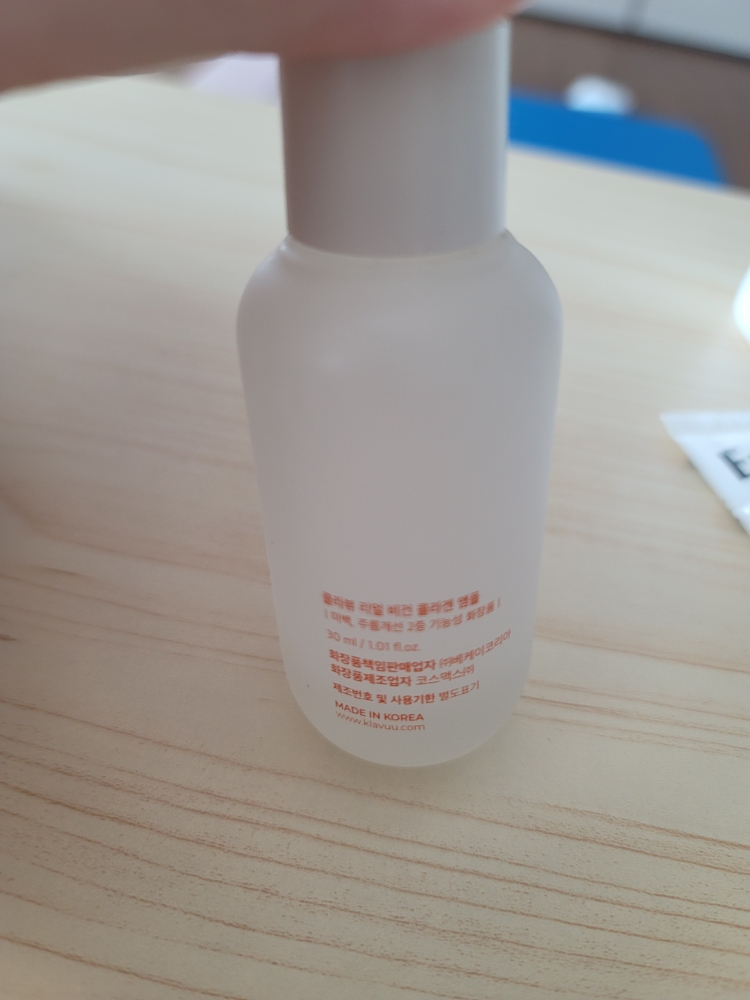 클라뷰 리얼 비건 콜라겐 앰플
| 미백, 주름개선 2중 기능성 화장품 |
30 ml / 1.01 fl.oz.
화장품책임판매업자 ㈜베케이코리아
화장품제조업자 코스맥스㈜
제조번호 및 사용기한 별도표기
MADE IN KOREA
www.klavuu.com
E